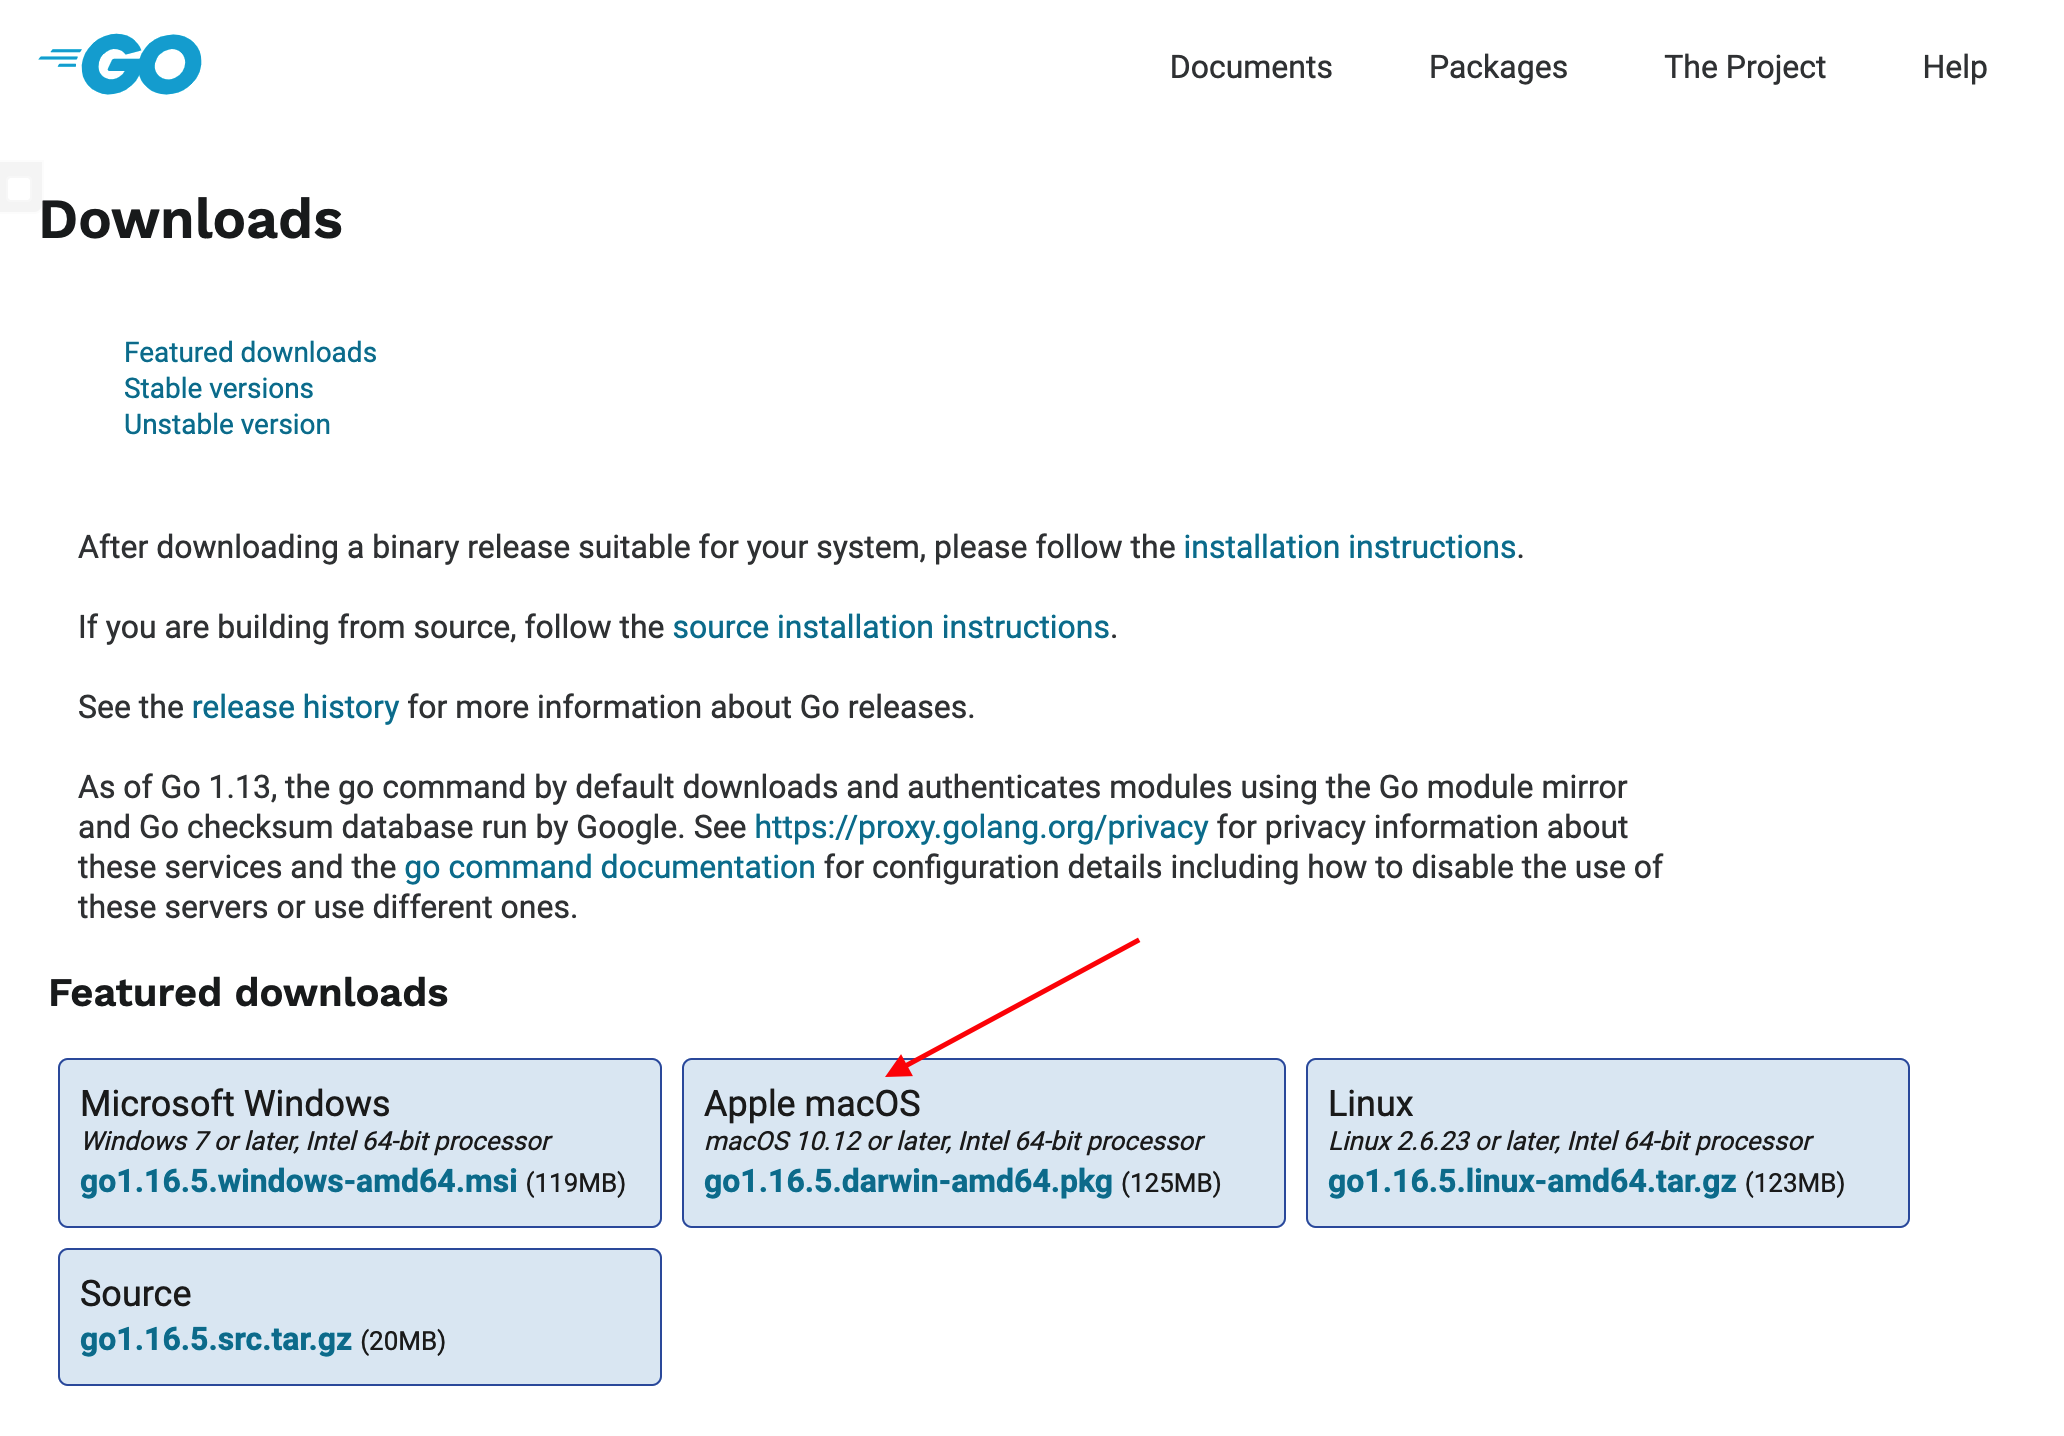 GO
Documents Packages The Project Help
Downloads
Featured downloads
Stable versions
Unstable version
After downloading a binary release suitable for your system, please follow the installation instructions.
If you are building from source, follow the source installation instructions.
See the release history for more information about Go releases.
As of Go 1.13, the go command by default downloads and authenticates modules using the Go module mirror
and Go checksum database run by Google. See https://proxy.golang.org/privacy for privacy information about
these services and the go command documentation for configuration details including how to disable the use of
these servers or use different ones.
Featured downloads
Microsoft Windows
Windows 7 or later, Intel 64-bit processor
go1.16.5.windows-amd64.msi (119MB)
Apple macOS
macOS 10.12 or later, Intel 64-bit processor
go1.16.5.darwin-amd64.pkg (125MB)
Linux
Linux 2.6.23 or later, Intel 64-bit processor
go1.16.5.linux-amd64.tar.gz (123MB)
Source
go1.16.5.src.tar.gz (20MB)